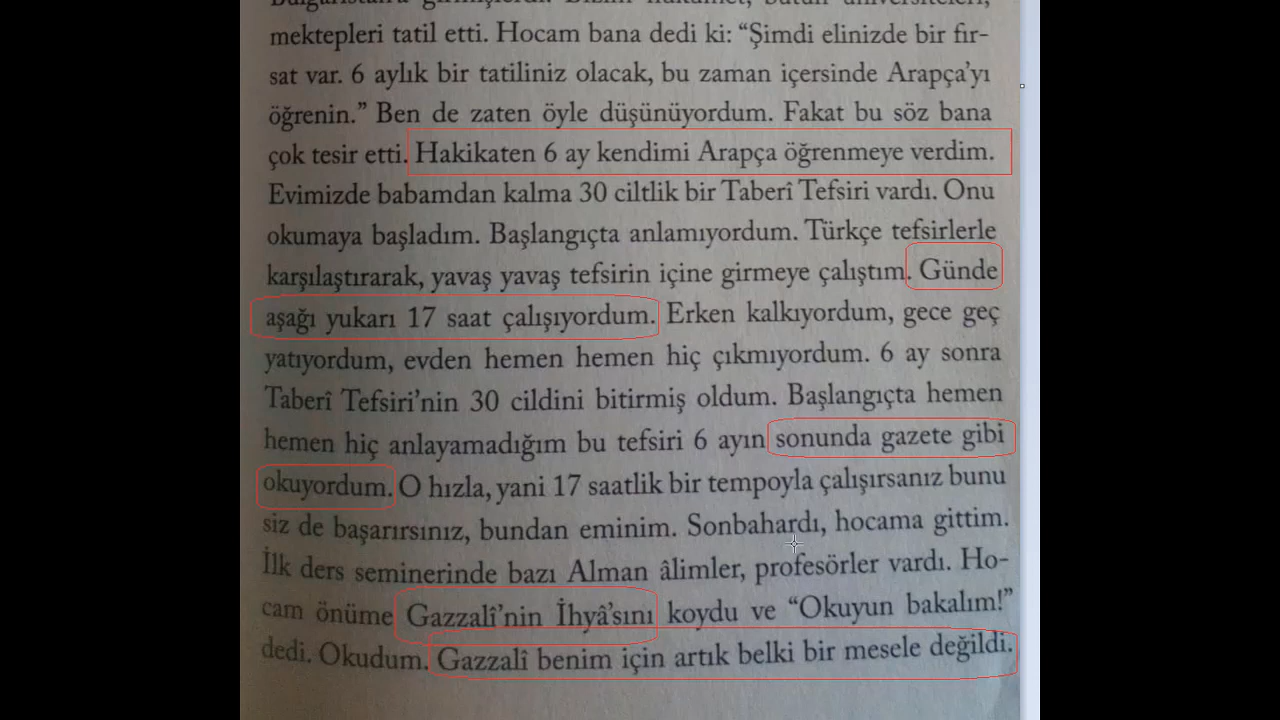 mektepleri tatil etti. Hocam bana dedi ki: “Şimdi elinizde bir fır-
sat var. 6 aylık bir tatiliniz olacak, bu zaman içersinde Arapça’yı
öğrenin.” Ben de zaten öyle düşünüyordum. Fakat bu söz bana
çok tesir etti. Hakikaten 6 ay kendimi Arapça öğrenmeye verdim.
Evimizde babamdan kalma 30 ciltlik bir Taberî Tefsiri vardı. Onu
okumaya başladım. Başlangıçta anlamıyordum. Türkçe tefsirlerle
karşılaştırarak, yavaş yavaş tefsirin içine girmeye çalıştım. Günde
aşağı yukarı 17 saat çalışıyordum. Erken kalkıyordum, gece geç
yatıyordum, evden hemen hemen hiç çıkmıyordum. 6 ay sonra
Taberî Tefsiri’nin 30 cildini bitirmiş oldum. Başlangıçta hemen
hemen hiç anlayamadığım bu tefsiri 6 ayın sonunda gazete gibi
okuyordum. O hızla, yani 17 saatlik bir tempoyla çalışırsanız bunu
siz de başarırsınız, bundan eminim. Sonbahardı, hocama gittim.
İlk ders seminerinde bazı Alman âlimler, profesörler vardı. Ho-
cam önüme Gazzalî’nin İhyâ’sını koydu ve “Okuyun bakalım!”
dedi. Okudum. Gazzalî benim için artık belki bir mesele değildi.